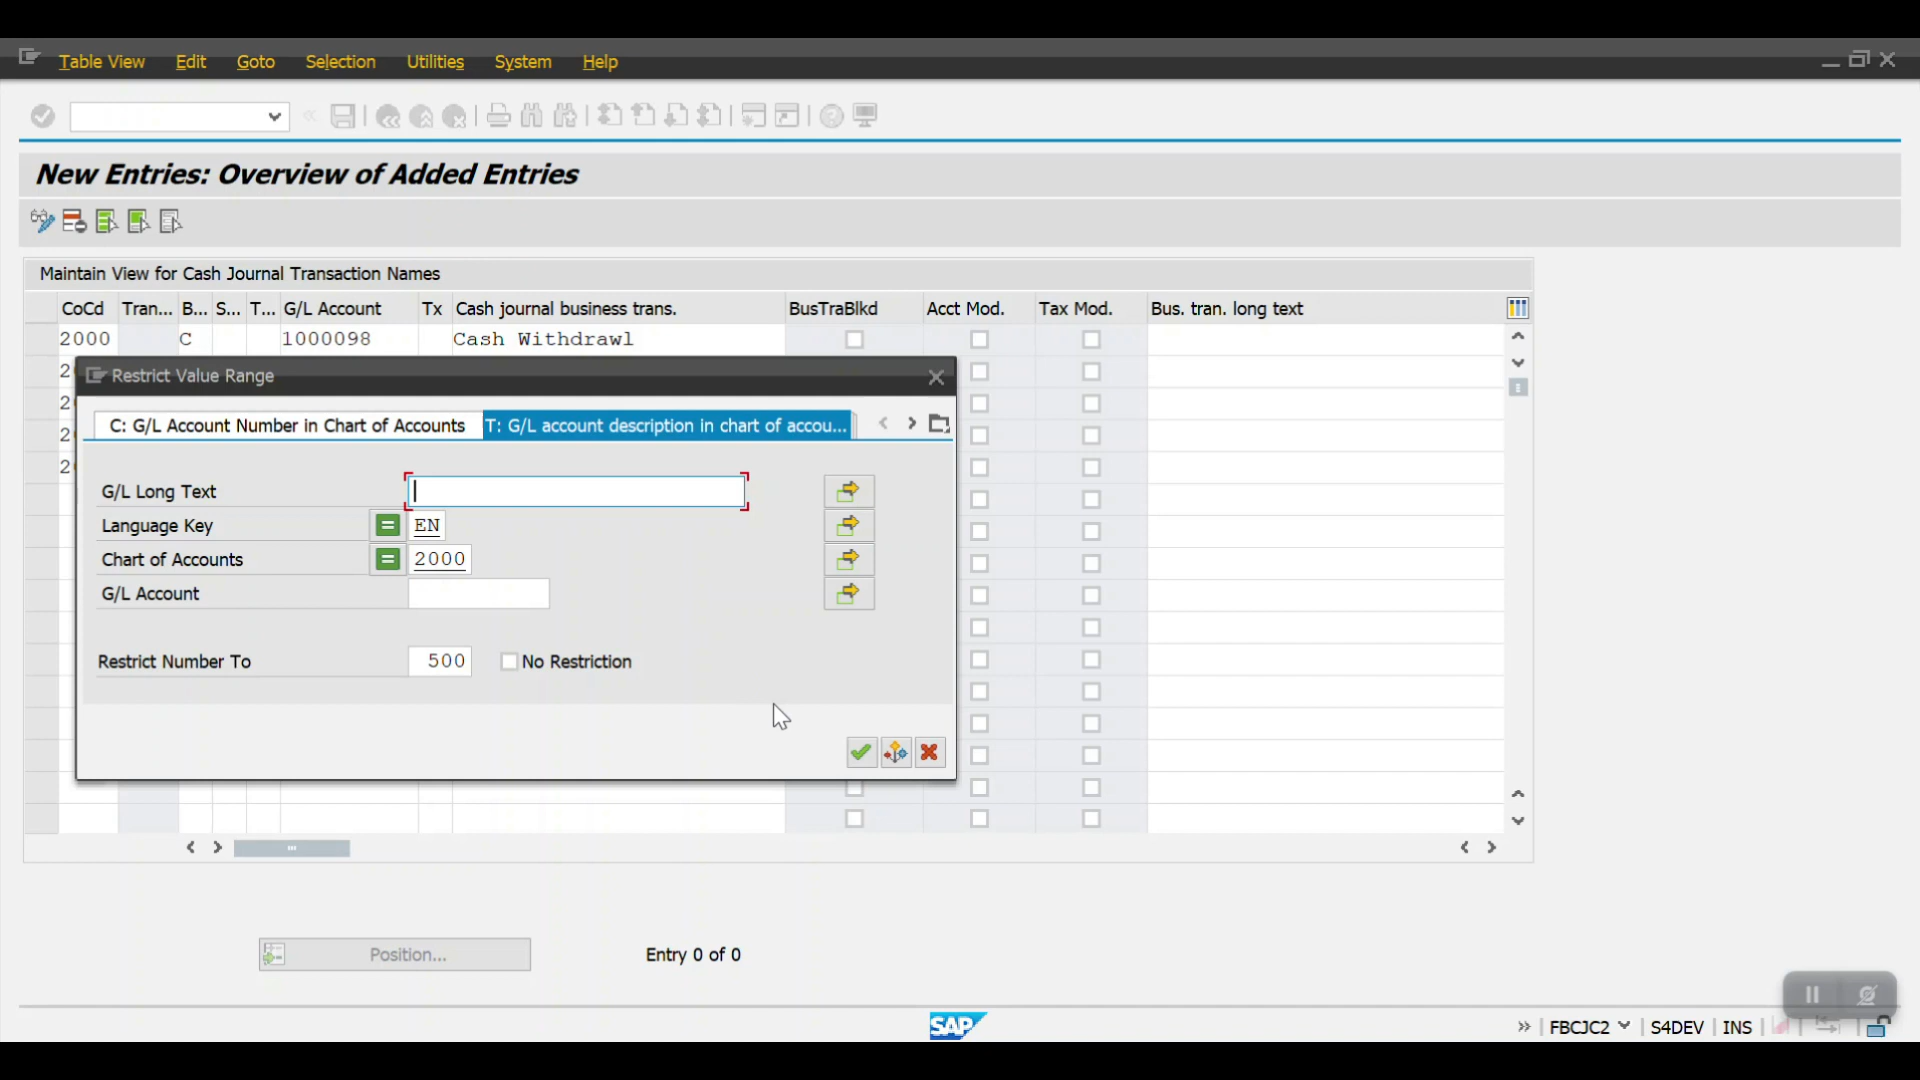 Table View Edit Goto Selection Utilities System Help
New Entries: Overview of Added Entries
Maintain View for Cash Journal Transaction Names
CoCd Tran... B... S... T... G/L Account Tx Cash journal business trans. BusTraBlkd Acct Mod. Tax Mod. Bus. tran. long text
2000 C 1000098 Cash Withdrawl
Restrict Value Range
C: G/L Account Number in Chart of Accounts T: G/L account description in chart of accou...
G/L Long Text
Language Key = EN
Chart of Accounts = 2000
G/L Account
Restrict Number To 500 No Restriction
Position... Entry 0 of 0
SAP FBCJC2 S4DEV INS